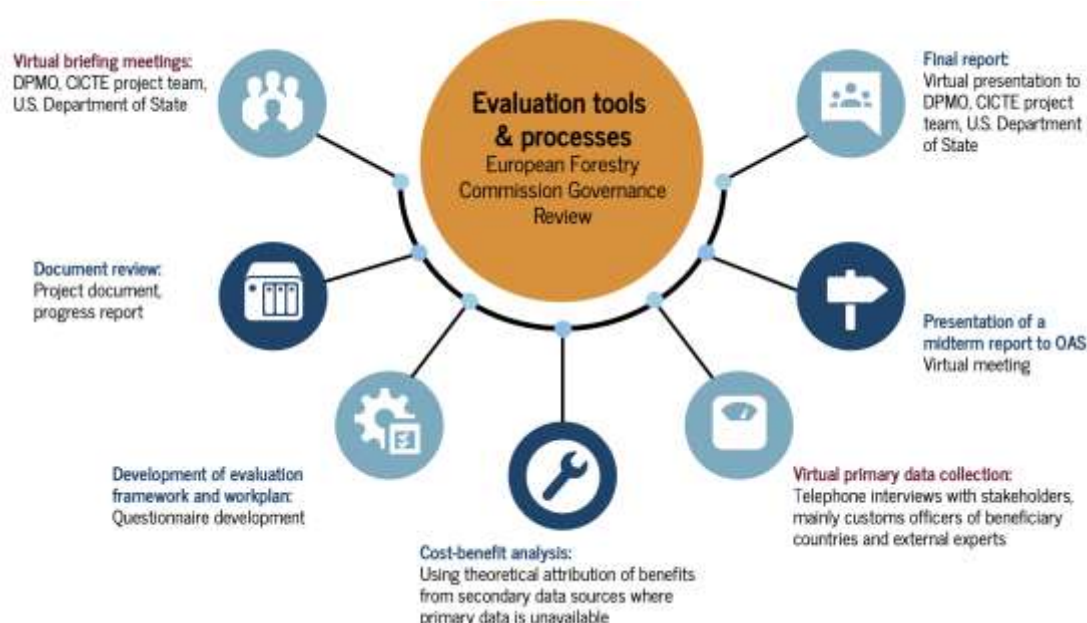 Evaluation tools
& processes
European Forestry
Commission Governance
Review
Virtual briefing meetings:
DPMO, CICTE project team,
U.S. Department of State
Document review:
Project document,
progress report
Development of evaluation
framework and workplan:
Questionnaire development
Cost-benefit analysis:
Using theoretical attribution of benefits
from secondary data sources where
primary data is unavailable
Virtual primary data collection:
Telephone interviews with stakeholders,
mainly customs officers of beneficiary
countries and external experts
Presentation of a
midterm report to OAS
Virtual meeting
Final report:
Virtual presentation to
DPMO, CICTE project
team, U.S. Department
of State